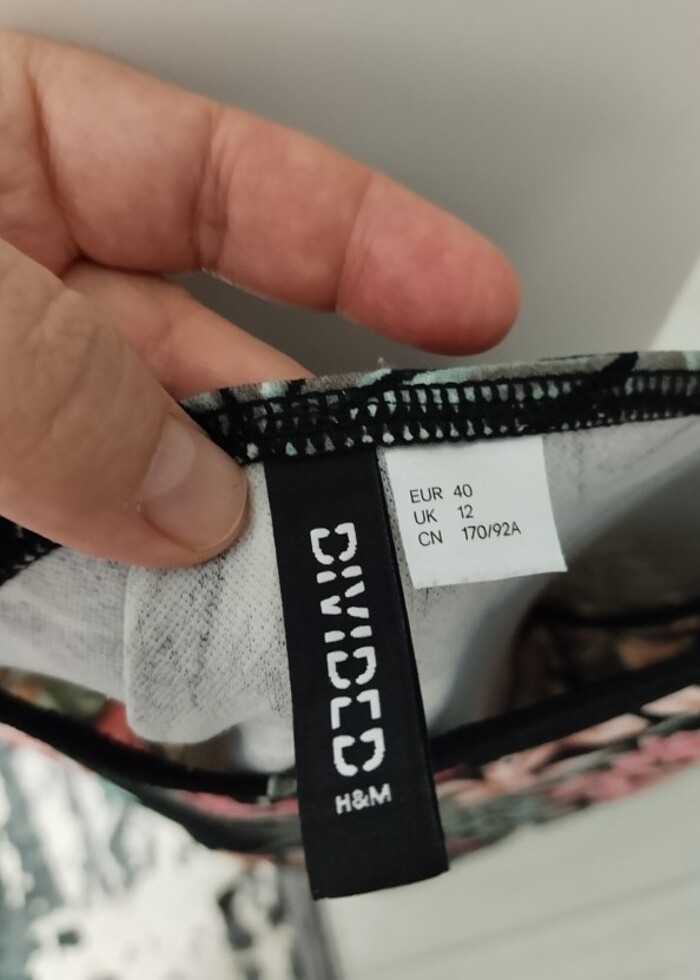 DIVIDED
H&M
EUR 40
UK 12
CN 170/92A